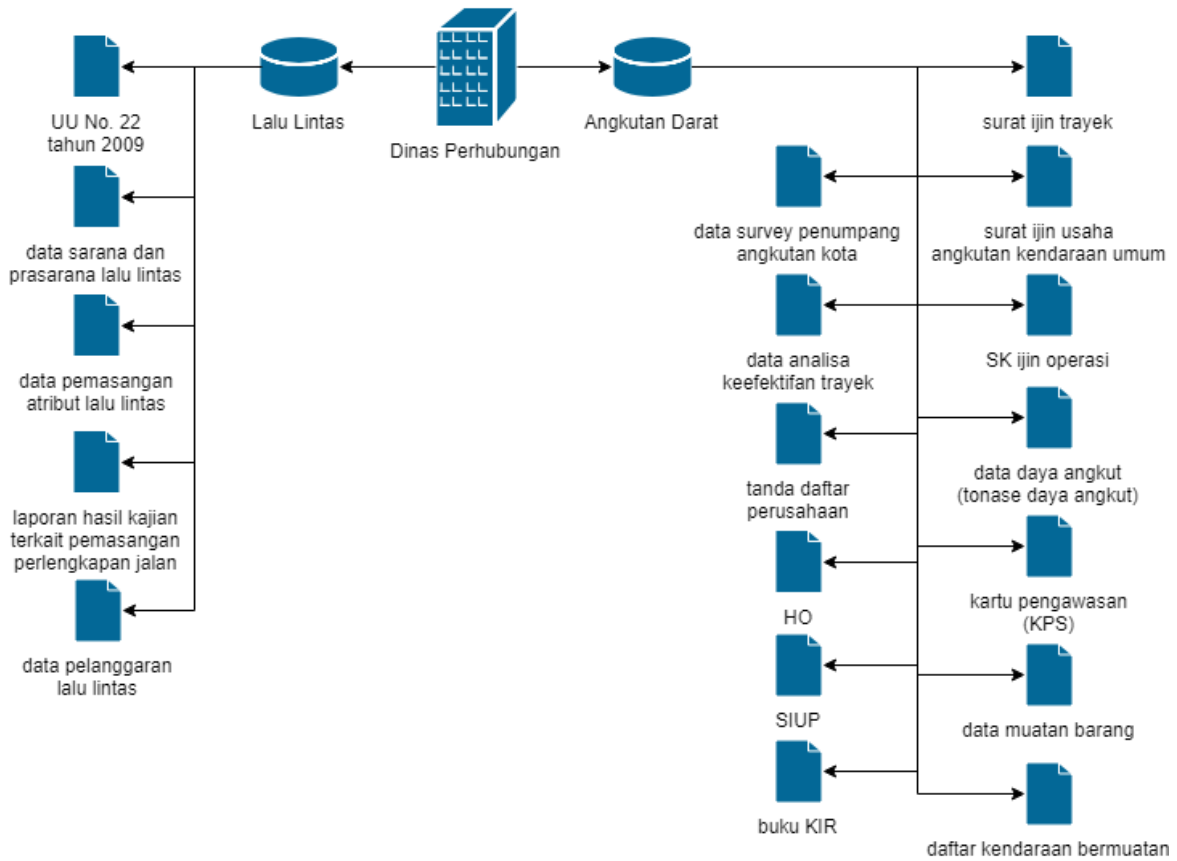 UU No. 22
tahun 2009
Lalu Lintas
Dinas Perhubungan
Angkutan Darat
surat ijin trayek
data sarana dan
prasarana lalu lintas
data pemasangan
atribut lalu lintas
laporan hasil kajian
terkait pemasangan
perlengkapan jalan
data pelanggaran
lalu lintas
data survey penumpang
angkutan kota
data analisa
keefektifan trayek
tanda daftar
perusahaan
HO
SIUP
buku KIR
surat ijin usaha
angkutan kendaraan umum
SK ijin operasi
data daya angkut
(tonase daya angkut)
kartu pengawasan
(KPS)
data muatan barang
daftar kendaraan bermuatan